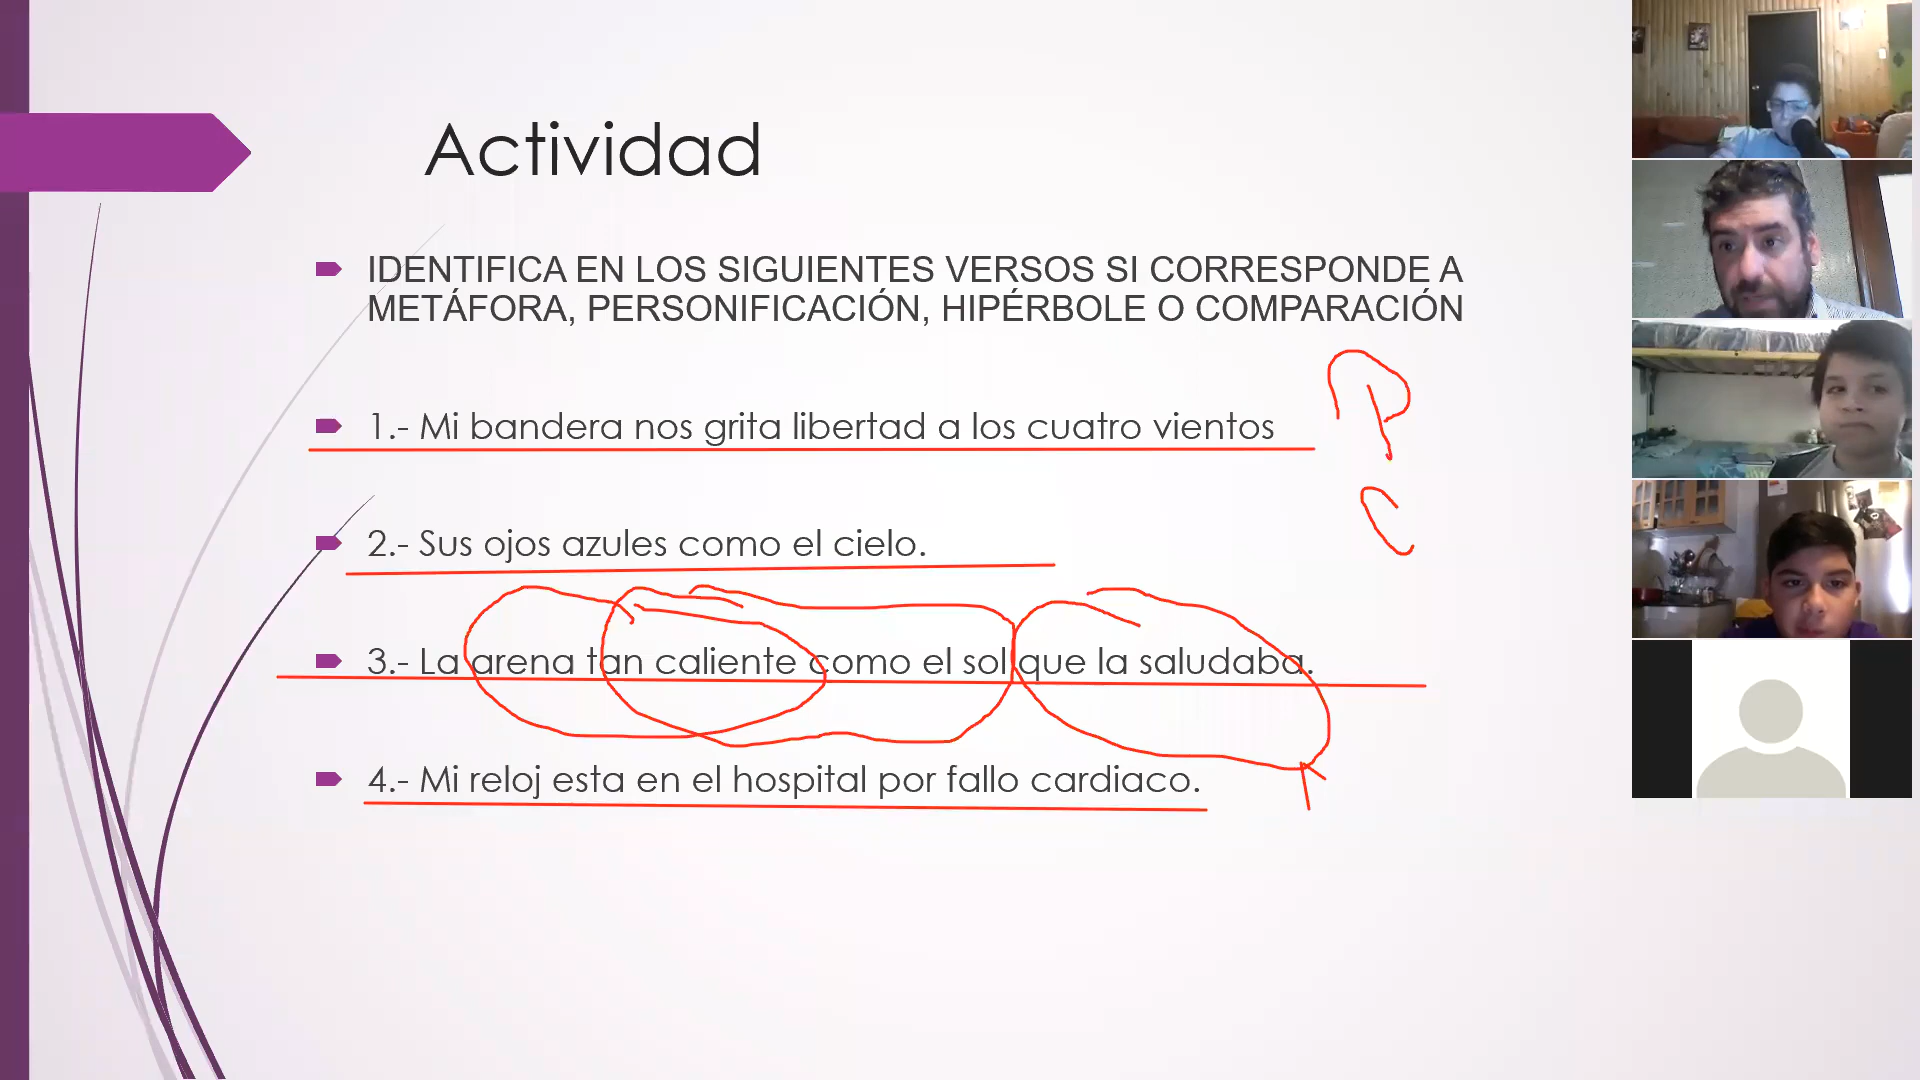 Actividad
IDENTIFICA EN LOS SIGUIENTES VERSOS SI CORRESPONDE A
METÁFORA, PERSONIFICACIÓN, HIPÉRBOLE O COMPARACIÓN
1.- Mi bandera nos grita libertad a los cuatro vientos
P
2.- Sus ojos azules como el cielo.
C
3.- La arena tan caliente como el sol que la saludaba.
4.- Mi reloj esta en el hospital por fallo cardiaco.